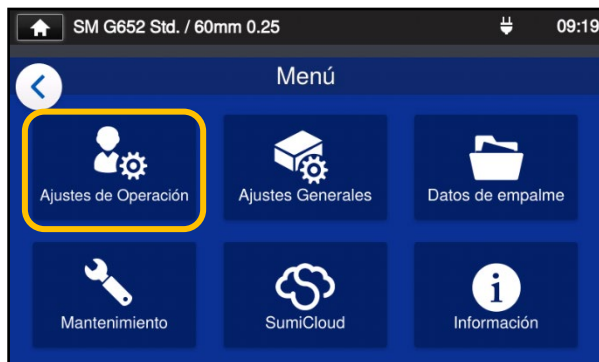 SM G652 Std. / 60mm 0.25 09:19
Menú
Ajustes de Operación Ajustes Generales Datos de empalme
Mantenimiento SumiCloud Información